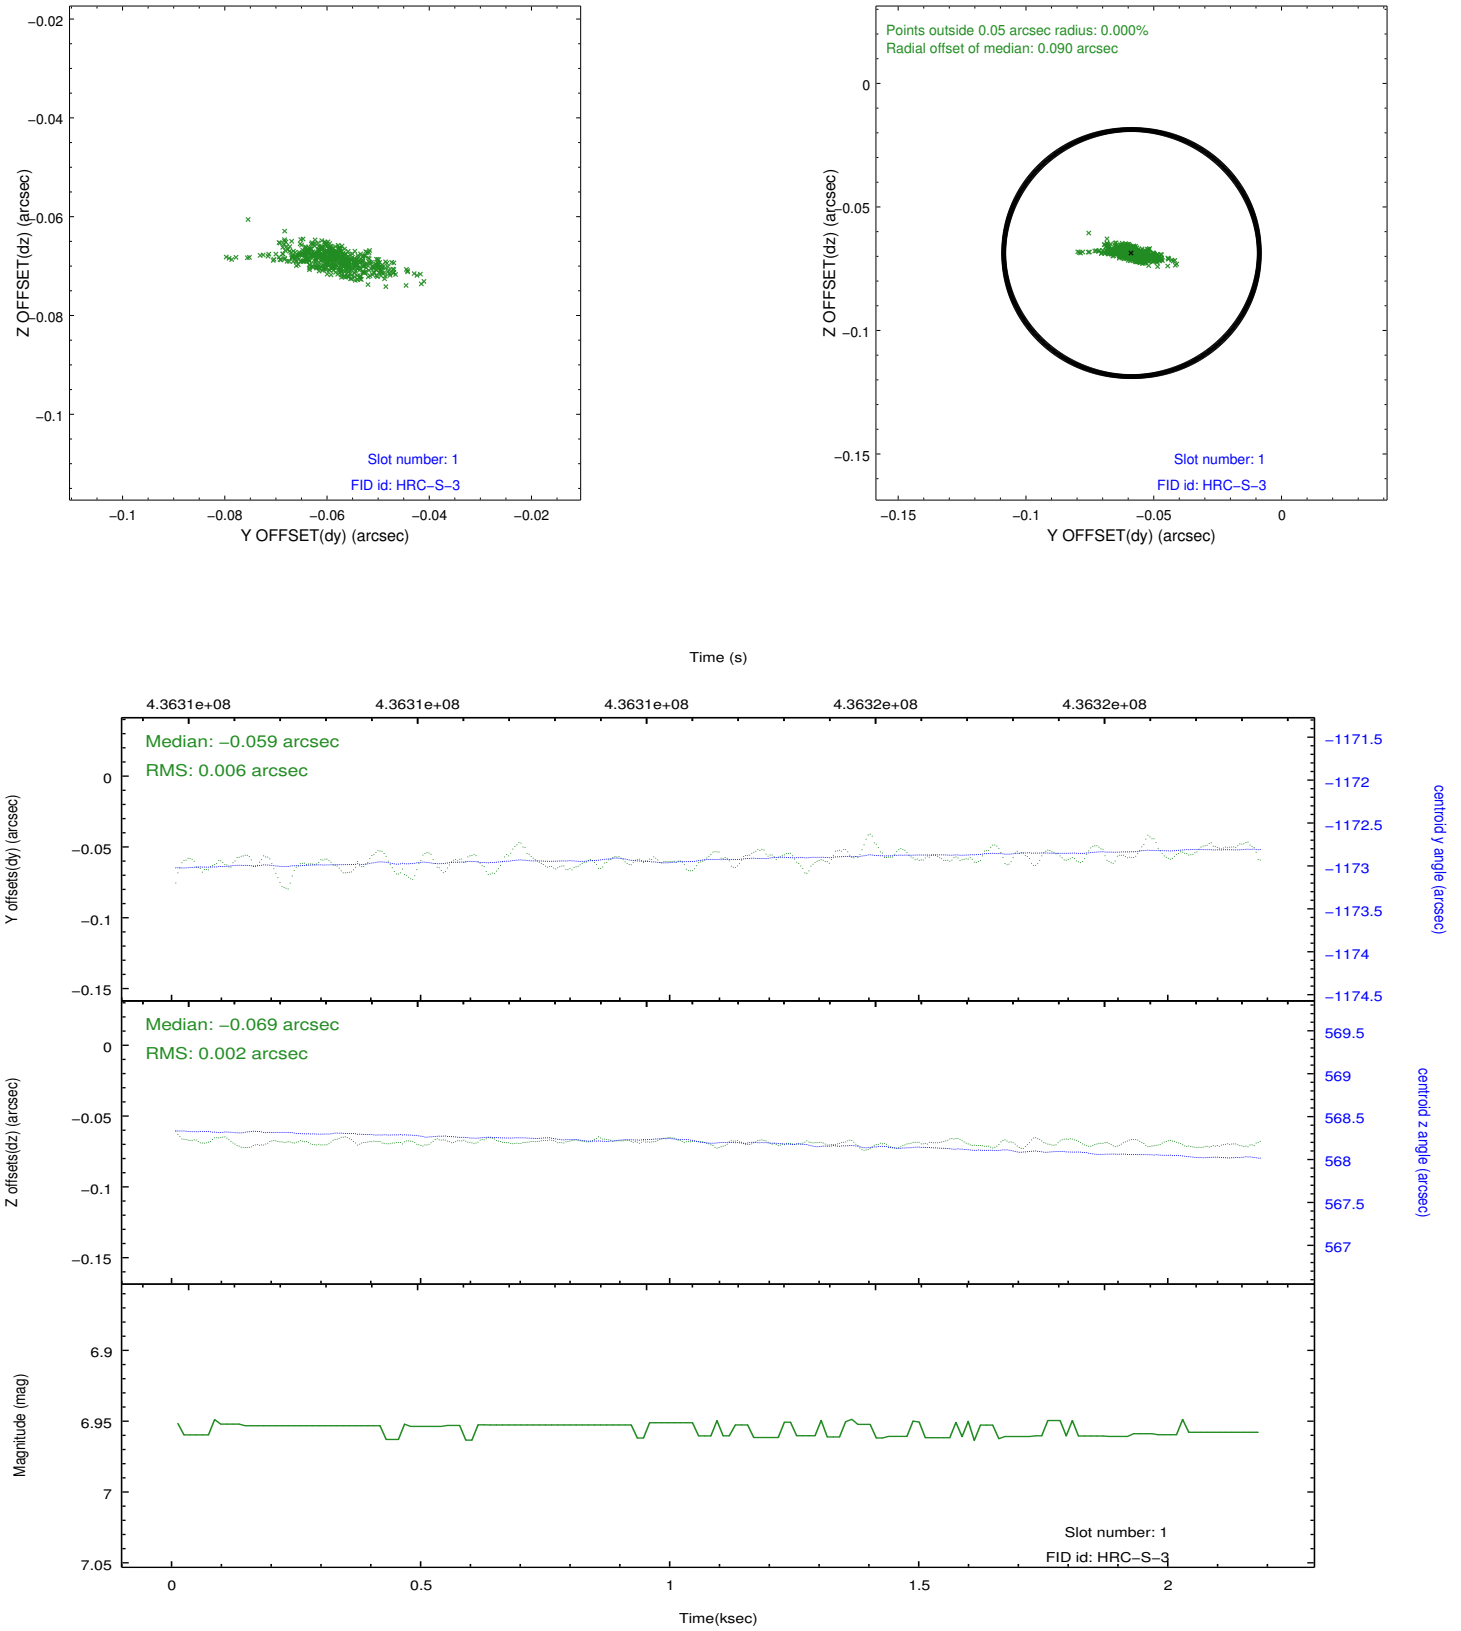 −0.02
−0.04
−0.06
−0.08
−0.1
Z OFFSET(dz) (arcsec)
Slot number: 1
FID id: HRC−S−3
−0.1
−0.08
−0.06
−0.04
−0.02
Y OFFSET(dy) (arcsec)
Points outside 0.05 arcsec radius: 0.000%
Radial offset of median: 0.090 arcsec
0
−0.05
−0.1
−0.15
Z OFFSET(dz) (arcsec)
Slot number: 1
FID id: HRC−S−3
−0.15
−0.1
−0.05
0
Y OFFSET(dy) (arcsec)
Time (s)
4.3631e+08
4.3631e+08
4.3631e+08
4.3632e+08
4.3632e+08
Median: −0.059 arcsec
RMS: 0.006 arcsec
0
−0.05
−0.1
−0.15
Y offsets(dy) (arcsec)
−1171.5
−1172
−1172.5
−1173
−1173.5
−1174
−1174.5
centroid y angle (arcsec)
Median: −0.069 arcsec
RMS: 0.002 arcsec
0
−0.05
−0.1
−0.15
Z offsets(dz) (arcsec)
569.5
569
568.5
568
567.5
567
centroid z angle (arcsec)
6.9
6.95
7
7.05
Magnitude (mag)
Slot number: 1
FID id: HRC−S−3
0
0.5
1
1.5
2
Time(ksec)